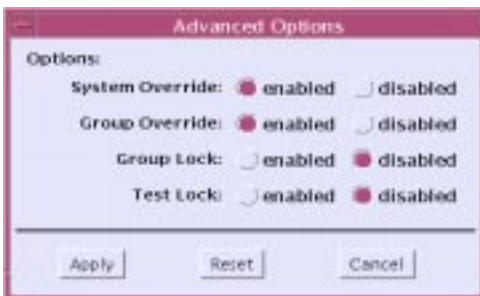 Advanced Options
Options:
System Override: enabled disabled
Group Override: enabled disabled
Group Lock: enabled disabled
Test Lock: enabled disabled
Apply Reset Cancel